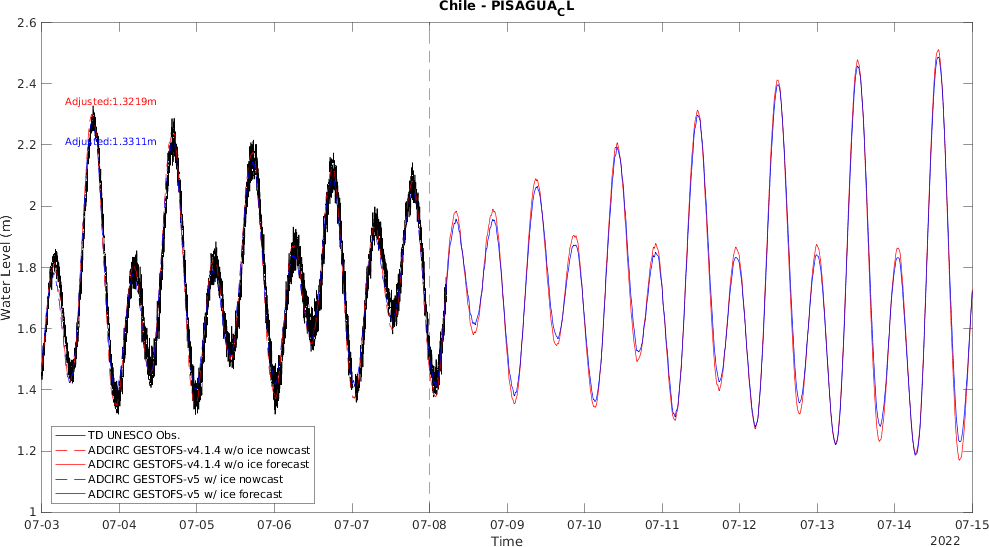 Chile - PISAGUA_CL
2.6
2.4
2.2
2
1.8
1.6
1.4
1.2
1
Water Level (m)
Adjusted:1.3219m
Adjusted:1.3311m
TD UNESCO Obs.
ADCIRC GESTOFS-v4.1.4 w/o ice nowcast
ADCIRC GESTOFS-v4.1.4 w/o ice forecast
ADCIRC GESTOFS-v5 w/ ice nowcast
ADCIRC GESTOFS-v5 w/ ice forecast
07-03 07-04 07-05 07-06 07-07 07-08 07-09 07-10 07-11 07-12 07-13 07-14 07-15
Time
2022